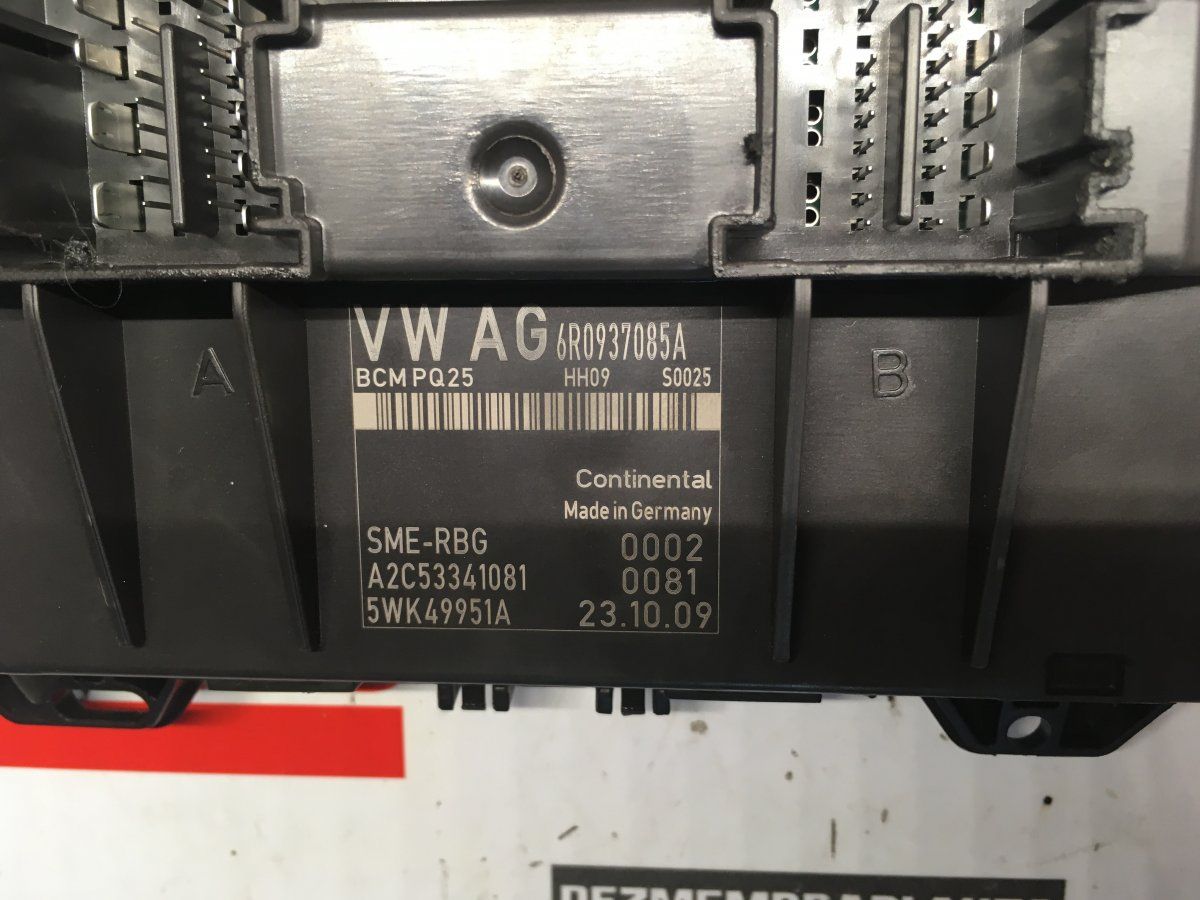 VW AG 6R0937085A
BCM PQ25 HH09 S0025
A
B
Continental
Made in Germany
SME-RBG 0002
A2C53341081 0081
5WK49951A 23.10.09